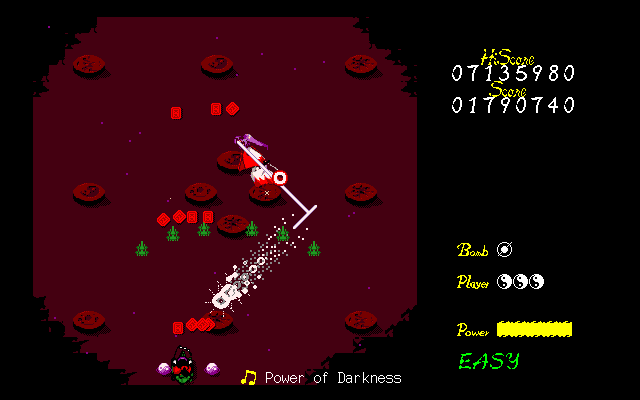 HiScore
07135980
Score
01790740
Bomb
Player
Power
EASY
Power of Darkness